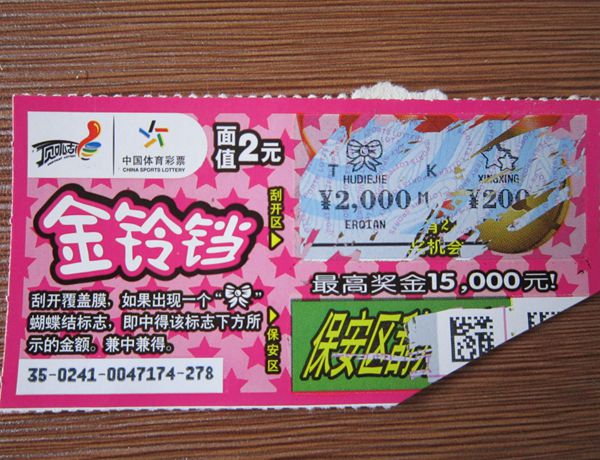 顶呱刮
中国体育彩票
CHINA SPORTS LOTTERY
面值2元
金铃铛
刮开覆盖膜，如果出现一个“
”
蝴蝶结标志，即中得该标志下方所
示的金额。兼中兼得。
35-0241-0047174-278
刮开区
保安区
T
K
HUDIEJIE
XINGXING
¥2,000
M
¥200
ERQIAN
机会
最高奖金15,000元!
保安区刮